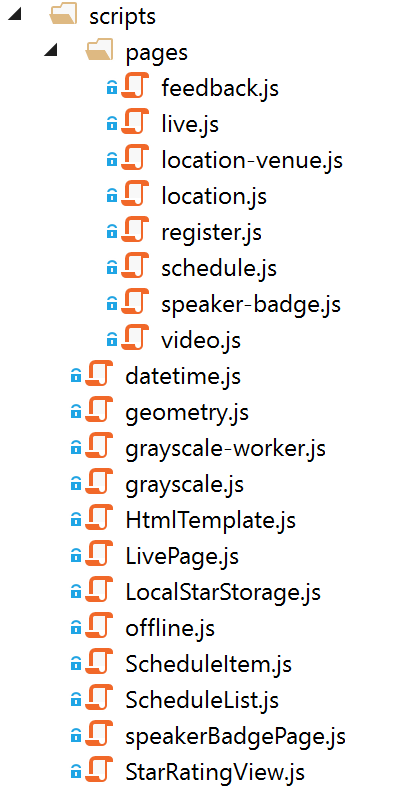 scripts
pages
feedback.js
live.js
location-venue.js
location.js
register.js
schedule.js
speaker-badge.js
video.js
datetime.js
geometry.js
grayscale-worker.js
grayscale.js
HtmlTemplate.js
LivePage.js
LocalStarStorage.js
offline.js
ScheduleItem.js
ScheduleList.js
speakerBadgePage.js
StarRatingView.js